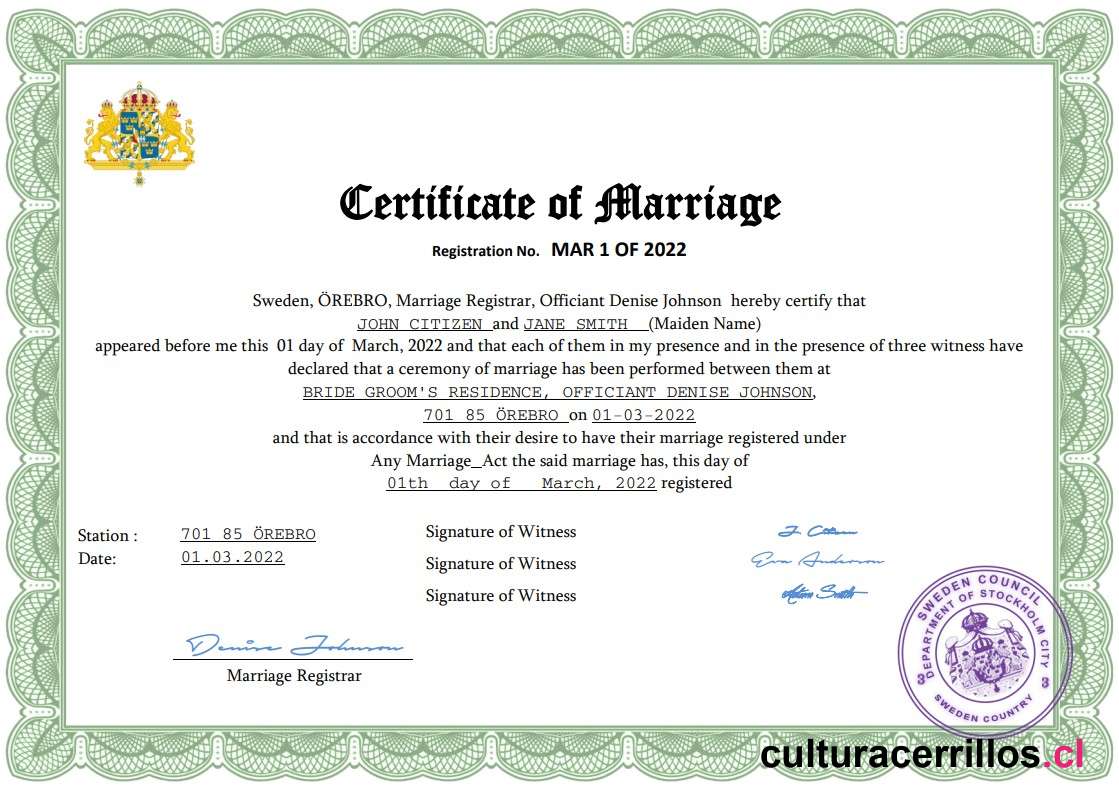 Certificate of Marriage
Registration No. MAR 1 OF 2022
Sweden, ÖREBRO, Marriage Registrar, Officiant Denise Johnson hereby certify that
JOHN CITIZEN and JANE SMITH (Maiden Name)
appeared before me this 01 day of March, 2022 and that each of them in my presence and in the presence of three witness have
declared that a ceremony of marriage has been performed between them at
BRIDE GROOM'S RESIDENCE, OFFICIANT DENISE JOHNSON,
701 85 ÖREBRO on 01-03-2022
and that is accordance with their desire to have their marriage registered under
Any Marriage_Act the said marriage has, this day of
01th day of March, 2022 registered
Station : 701 85 ÖREBRO
Date: 01.03.2022
Signature of Witness J. Citizen
Signature of Witness Eva Anderson
Signature of Witness Smith
Denise Johnson
Marriage Registrar
SWEDEN COUNCIL
DEPARTMENT OF STOCKHOLM CITY
3 3
SWEDEN COUNTRY
culturacerrillos.cl